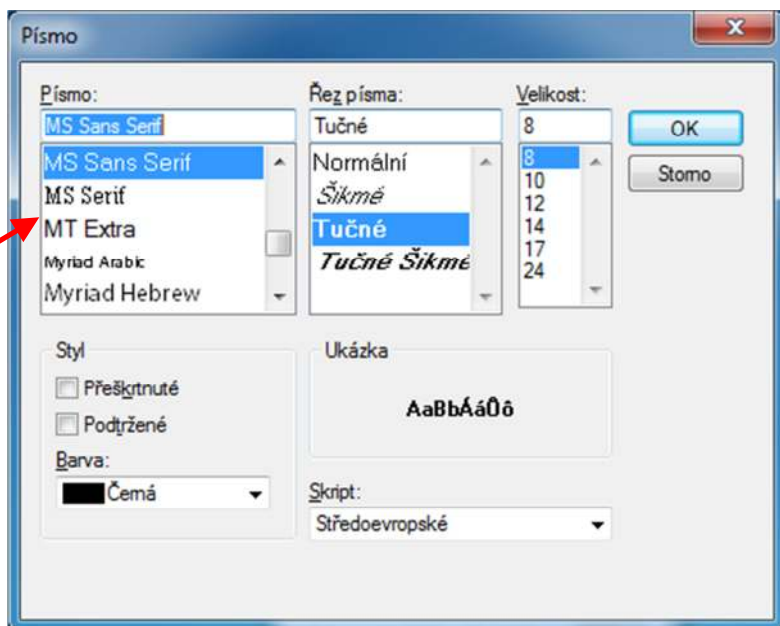 Písmo
Písmo:
MS Sans Serif
MS Sans Serif
MS Serif
MT Extra
Myriad Arabic
Myriad Hebrew
Řez písma:
Tučné
Normální
Šikmé
Tučné
Tučné Šikmé
Velikost:
8
8
10
12
14
17
24
OK
Storno
Styl
Přeškrtnuté
Podtržené
Barva:
Černá
Ukázka
AaBbÁáÔô
Skript:
Středoevropské